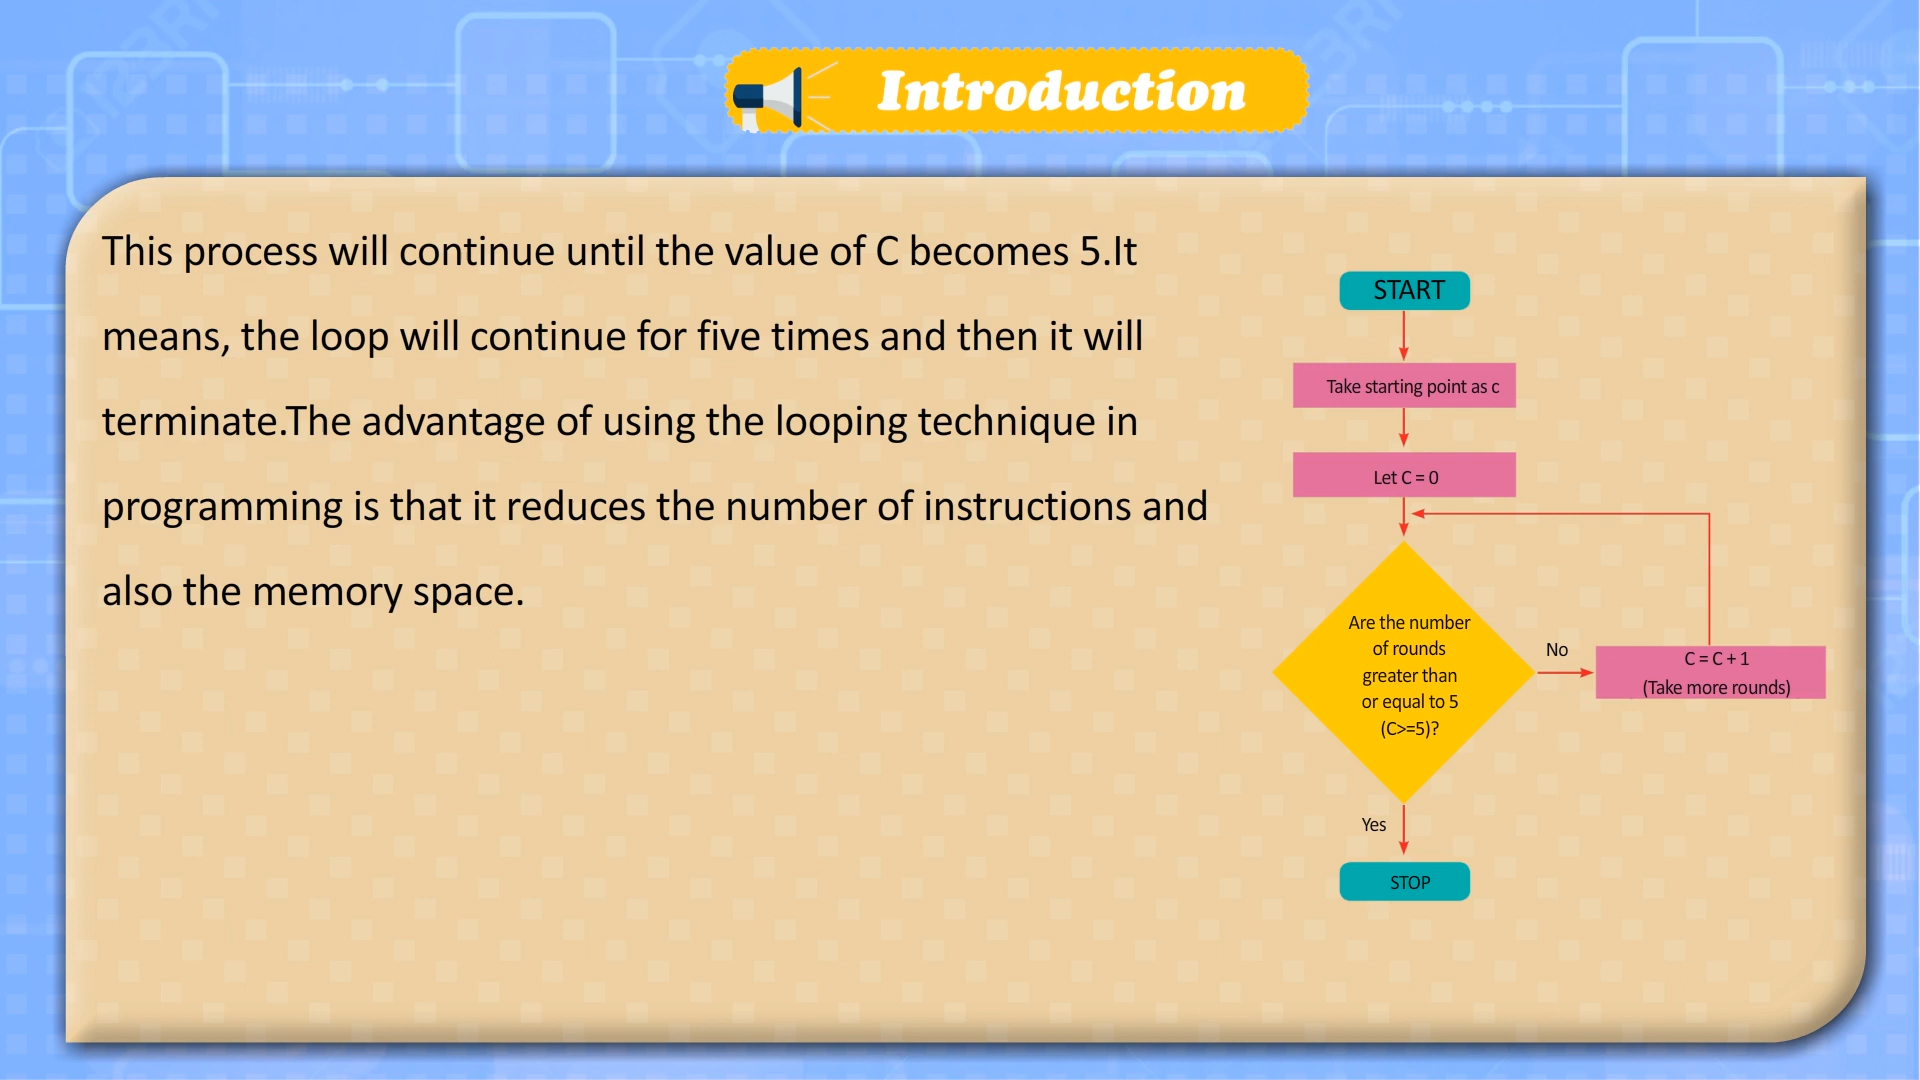 Introduction
This process will continue until the value of C becomes 5.It
means, the loop will continue for five times and then it will
terminate.The advantage of using the looping technique in
programming is that it reduces the number of instructions and
also the memory space.
START
Take starting point as c
Let C = 0
Are the number
of rounds
greater than
or equal to 5
(C>=5)?
No
C = C + 1
(Take more rounds)
Yes
STOP